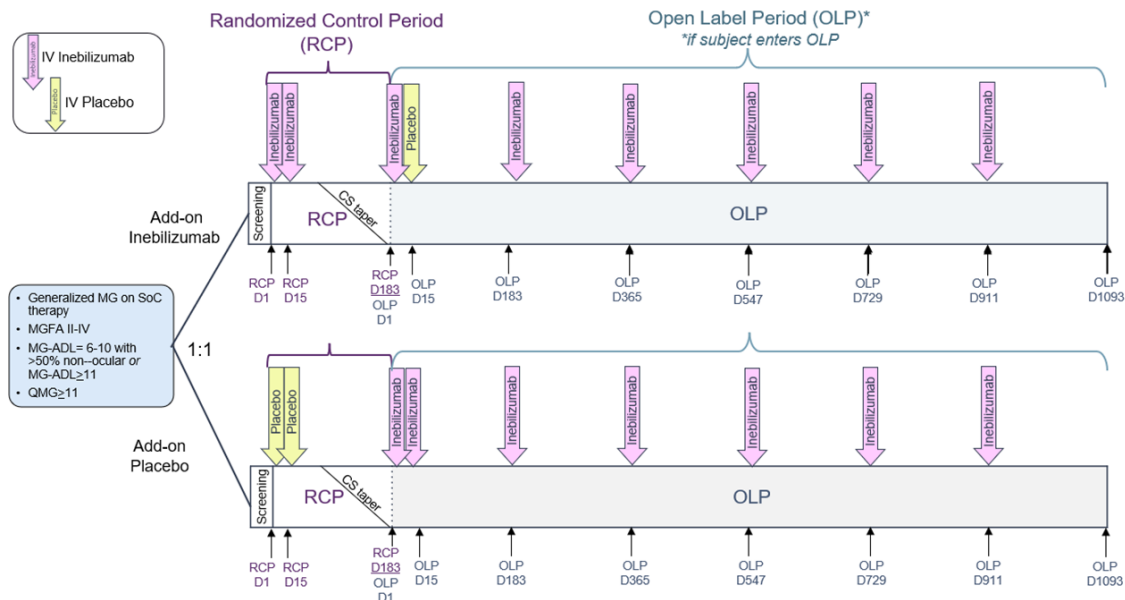 Randomized Control Period
(RCP)
Open Label Period (OLP)*
*if subject enters OLP
Inebilizumab
IV Inebilizumab
Placebo
IV Placebo
Inebilizumab
Inebilizumab
Inebilizumab
Placebo
Inebilizumab
Inebilizumab
Inebilizumab
Inebilizumab
Inebilizumab
Add-on
Inebilizumab
Screening
RCP
CS taper
OLP
RCP
D1
RCP
D15
RCP
D183
OLP
D1
OLP
D15
OLP
D183
OLP
D365
OLP
D547
OLP
D729
OLP
D911
OLP
D1093
• Generalized MG on SoC
therapy
• MGFA II-IV
• MG-ADL= 6-10 with
>50% non--ocular or
MG-ADL≥11
• QMG≥11
1:1
Placebo
Placebo
Inebilizumab
Inebilizumab
Inebilizumab
Inebilizumab
Inebilizumab
Inebilizumab
Inebilizumab
Add-on
Placebo
Screening
RCP
CS taper
OLP
RCP
D1
RCP
D15
RCP
D183
OLP
D1
OLP
D15
OLP
D183
OLP
D365
OLP
D547
OLP
D729
OLP
D911
OLP
D1093